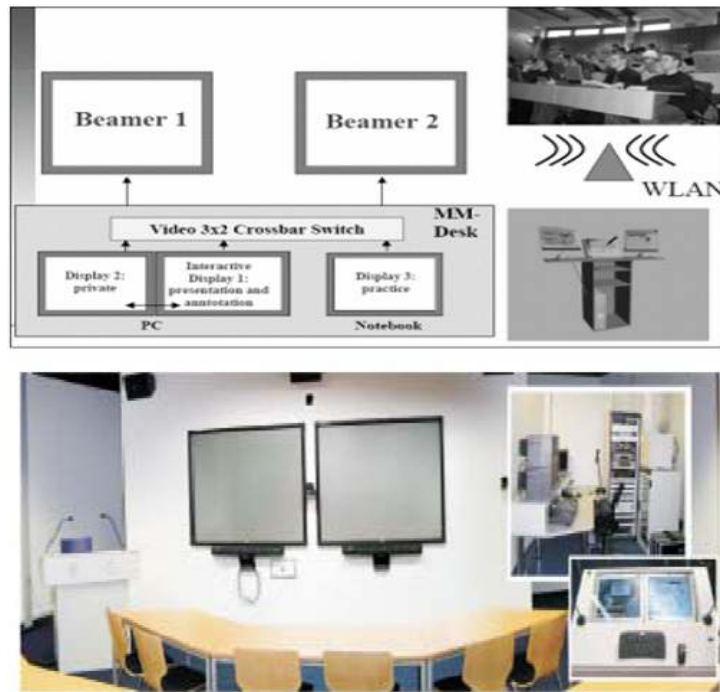 Beamer 1
Beamer 2
WLAN
MM-
Desk
Video 3x2 Crossbar Switch
Display 2:
private
Interactive
Display 1:
presentation and
anntotation
Display 3:
practice
PC
Notebook